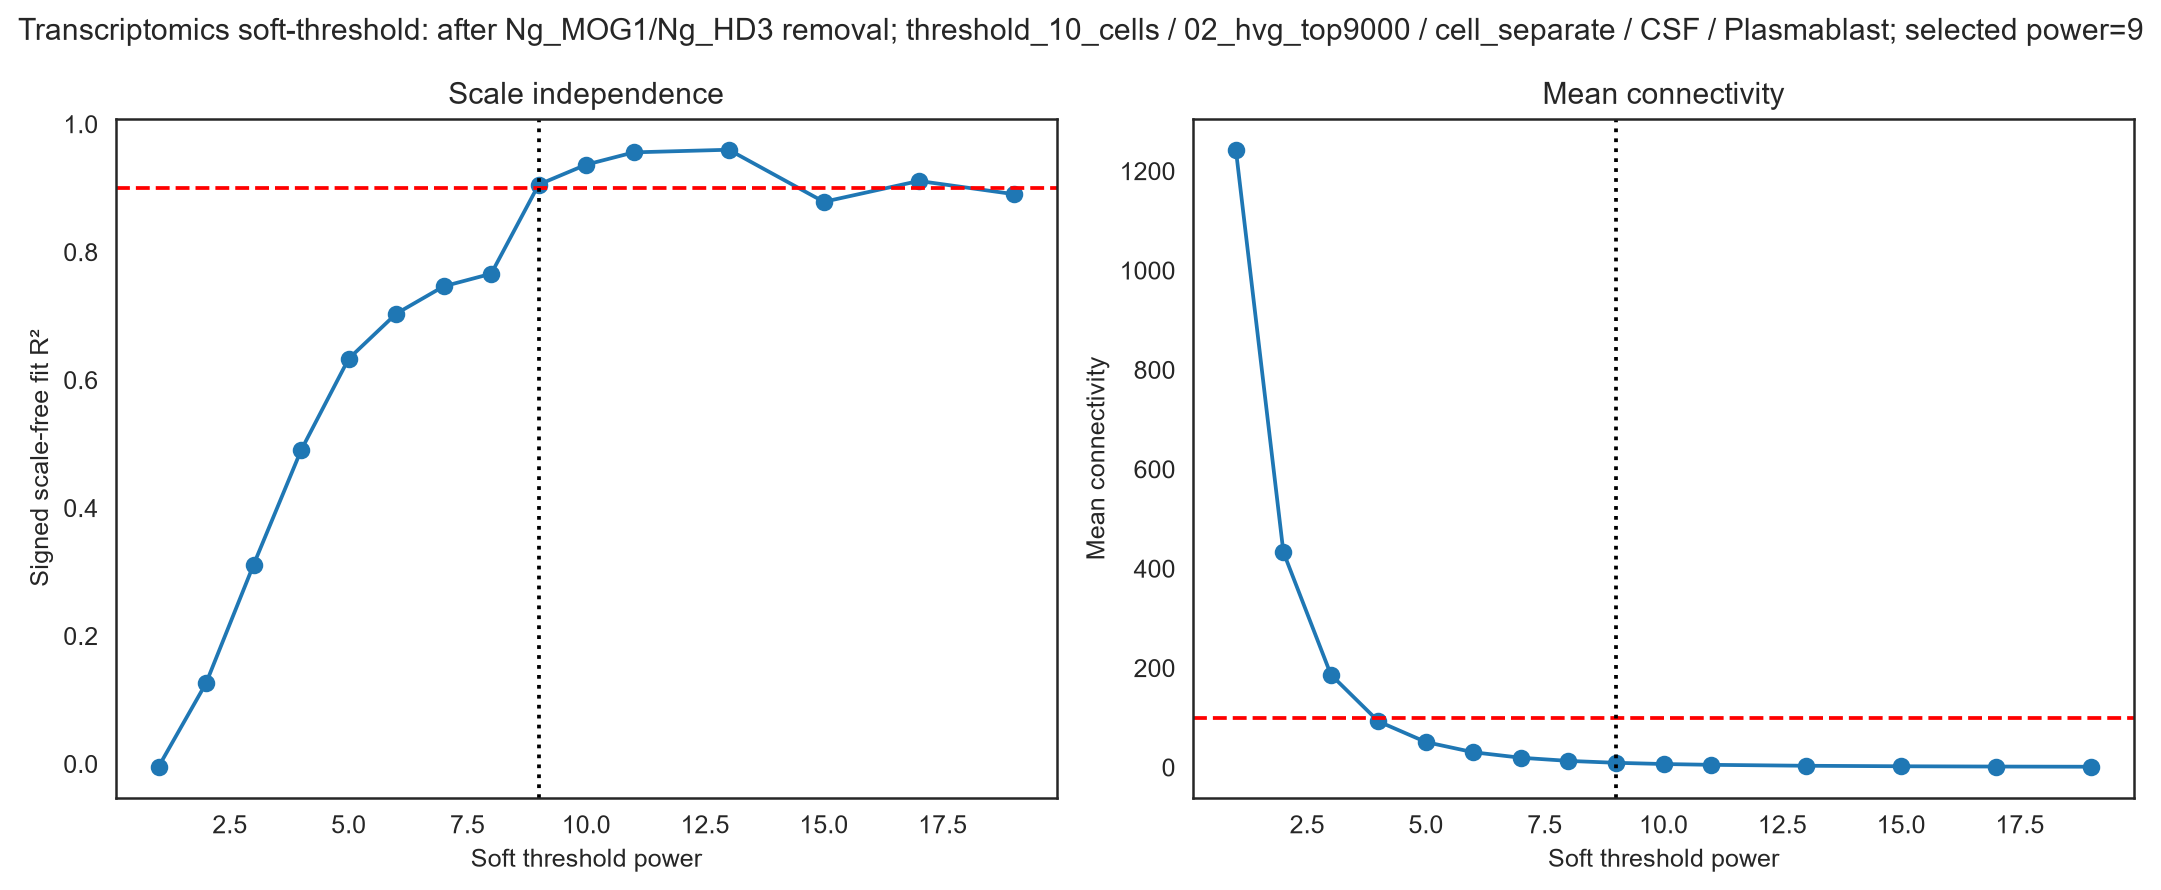 Transcriptomics soft-threshold: after Ng_MOG1/Ng_HD3 removal; threshold_10_cells / 02_hvg_top9000 / cell_separate / CSF / Plasmablast; selected power=9
Scale independence
1.0
0.8
0.6
0.4
0.2
0.0
Signed scale-free fit R²
2.5 5.0 7.5 10.0 12.5 15.0 17.5
Soft threshold power
Mean connectivity
1200
1000
800
600
400
200
0
Mean connectivity
2.5 5.0 7.5 10.0 12.5 15.0 17.5
Soft threshold power